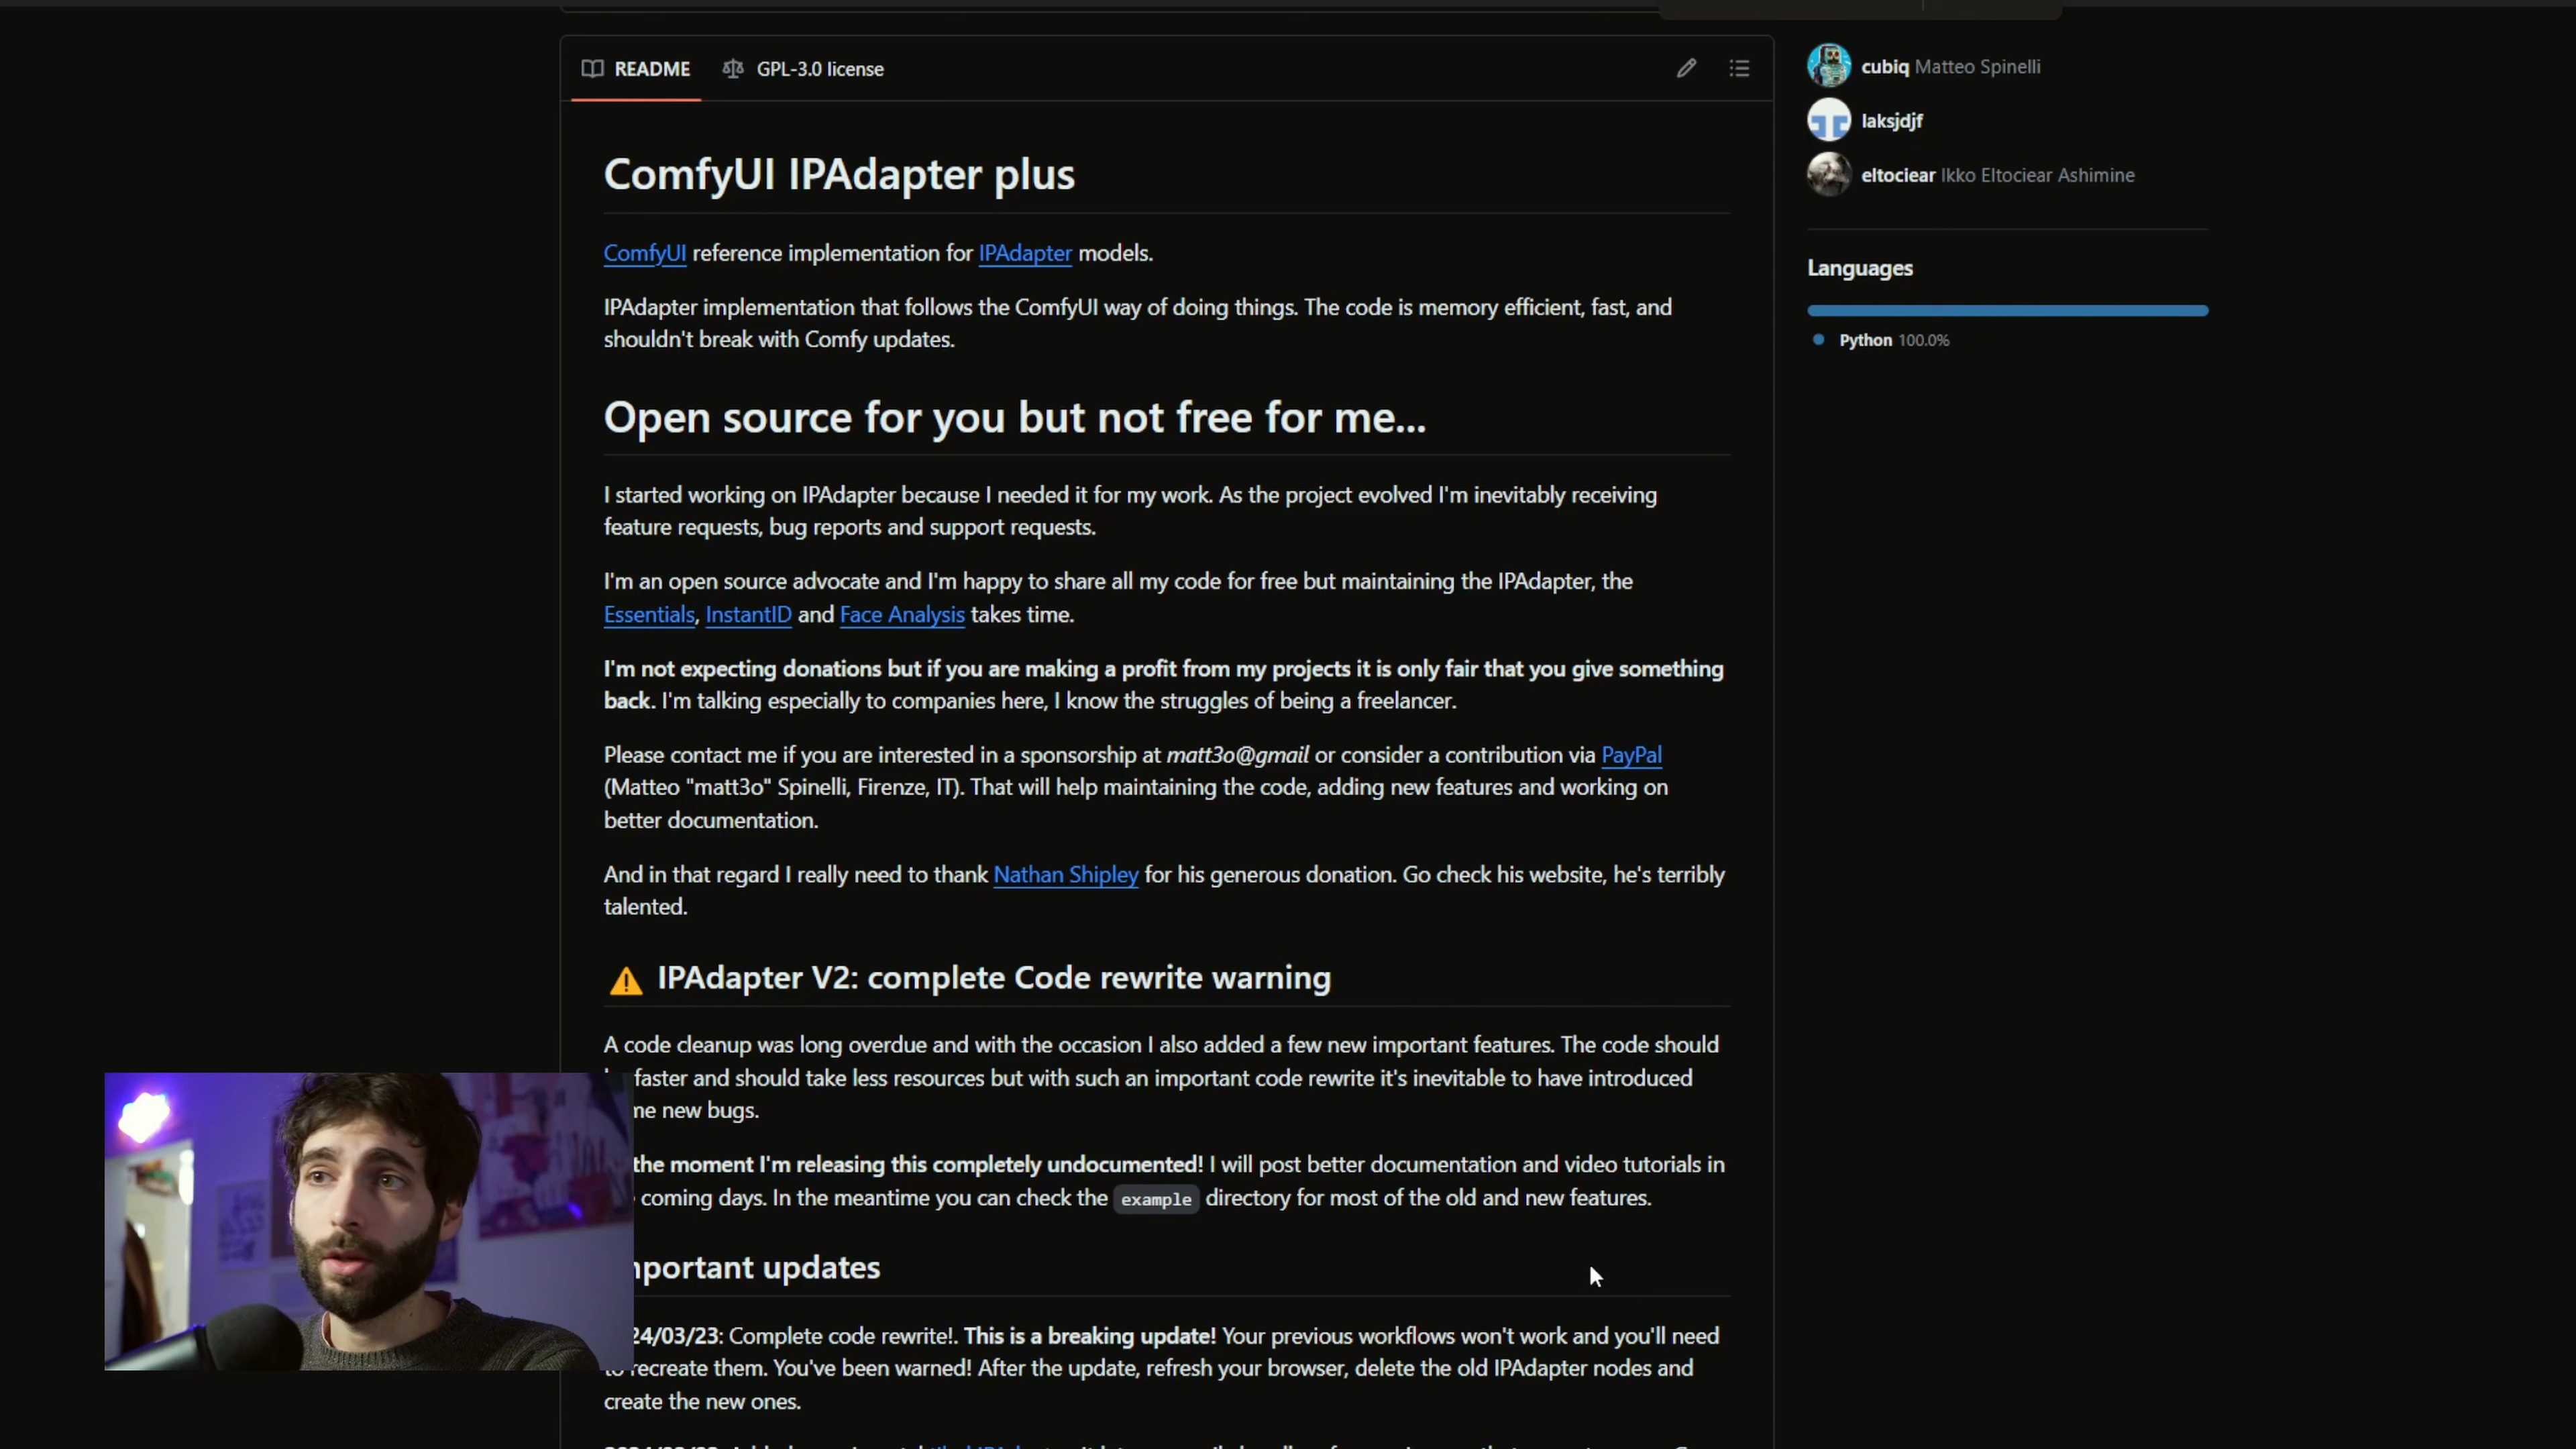 README
GPL-3.0 license
ComfyUI IPAdapter plus
ComfyUI reference implementation for IPAdapter models.
IPAdapter implementation that follows the ComfyUI way of doing things. The code is memory efficient, fast, and
shouldn't break with Comfy updates.
Open source for you but not free for me...
I started working on IPAdapter because I needed it for my work. As the project evolved I'm inevitably receiving
feature requests, bug reports and support requests.
I'm an open source advocate and I'm happy to share all my code for free but maintaining the IPAdapter, the
Essentials, InstantID and Face Analysis takes time.
I'm not expecting donations but if you are making a profit from my projects it is only fair that you give something
back. I'm talking especially to companies here, I know the struggles of being a freelancer.
Please contact me if you are interested in a sponsorship at matt3o@gmail or consider a contribution via PayPal
(Matteo "matt3o" Spinelli, Firenze, IT). That will help maintaining the code, adding new features and working on
better documentation.
And in that regard I really need to thank Nathan Shipley for his generous donation. Go check his website, he's terribly
talented.
⚠️ IPAdapter V2: complete Code rewrite warning
A code cleanup was long overdue and with the occasion I also added a few new important features. The code should
faster and should take less resources but with such an important code rewrite it's inevitable to have introduced
me new bugs.
the moment I'm releasing this completely undocumented! I will post better documentation and video tutorials in
coming days. In the meantime you can check the example directory for most of the old and new features.
nportant updates
24/03/23: Complete code rewrite!. This is a breaking update! Your previous workflows won't work and you'll need
to recreate them. You've been warned! After the update, refresh your browser, delete the old IPAdapter nodes and
create the new ones.
cubiq Matteo Spinelli
laksjdjf
eltociear Ikko Eltociear Ashimine
Languages
Python 100.0%